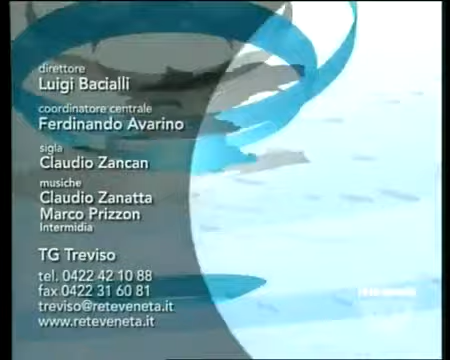 direttore
Luigi Bacialli
coordinatore centrale
Ferdinando Avarino
sigla
Claudio Zancan
musiche
Claudio Zanatta
Marco Prizzon
Intermidia
TG Treviso
tel. 0422 42 10 88
fax 0422 31 60 81
treviso@reteveneta.it
www.reteveneta.it